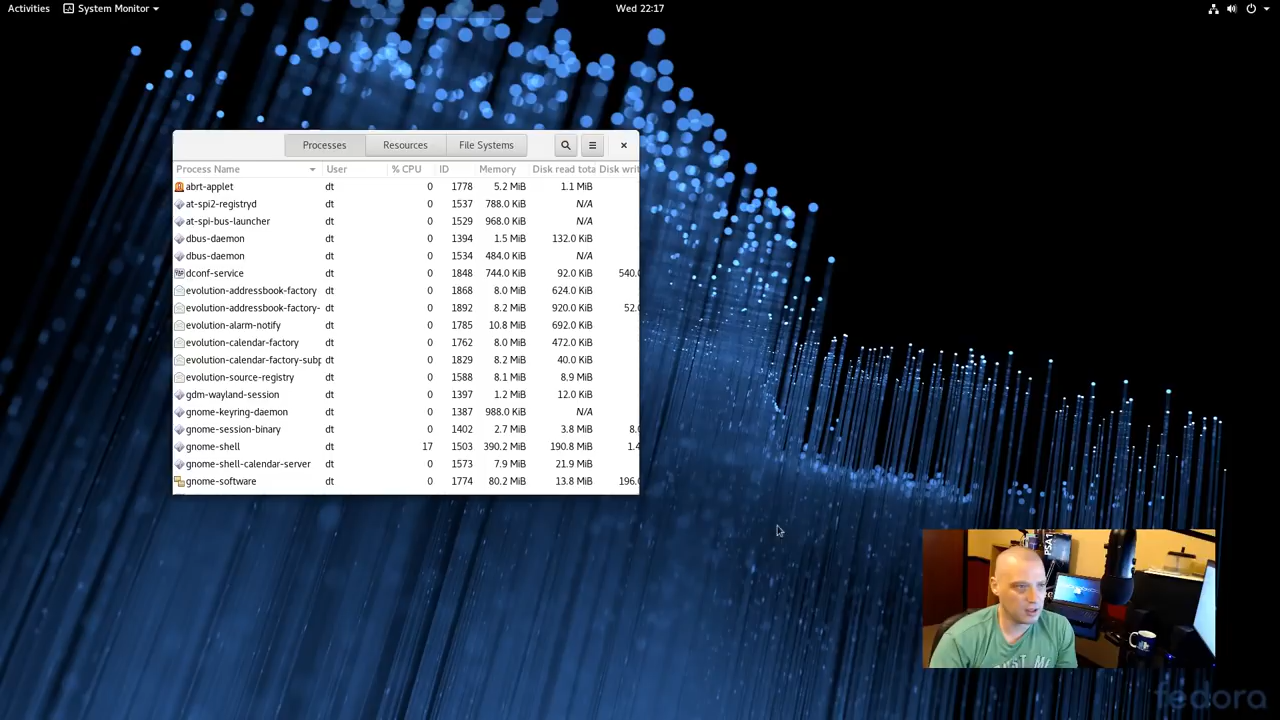 Activities System Monitor Wed 22:17
Processes Resources File Systems
Process Name User % CPU ID Memory Disk read tota Disk writ
abrt-applet dt 0 1778 5.2 MiB 1.1 MiB
at-spi2-registryd dt 0 1537 788.0 KiB N/A
at-spi-bus-launcher dt 0 1529 968.0 KiB N/A
dbus-daemon dt 0 1394 1.5 MiB 132.0 KiB
dbus-daemon dt 0 1534 484.0 KiB N/A
dconf-service dt 0 1848 744.0 KiB 92.0 KiB 540.0
evolution-addressbook-factory dt 0 1868 8.0 MiB 624.0 KiB
evolution-addressbook-factory- dt 0 1892 8.2 MiB 920.0 KiB 52.0
evolution-alarm-notify dt 0 1785 10.8 MiB 692.0 KiB
evolution-calendar-factory dt 0 1762 8.0 MiB 472.0 KiB
evolution-calendar-factory-subp dt 0 1829 8.2 MiB 40.0 KiB
evolution-source-registry dt 0 1588 8.1 MiB 8.9 MiB
gdm-wayland-session dt 0 1397 1.2 MiB 12.0 KiB
gnome-keyring-daemon dt 0 1387 988.0 KiB N/A
gnome-session-binary dt 0 1402 2.7 MiB 3.8 MiB 8.0
gnome-shell dt 17 1503 390.2 MiB 190.8 MiB 1.4
gnome-shell-calendar-server dt 0 1573 7.9 MiB 21.9 MiB
gnome-software dt 0 1774 80.2 MiB 13.8 MiB 196.0
PSA1
fedora